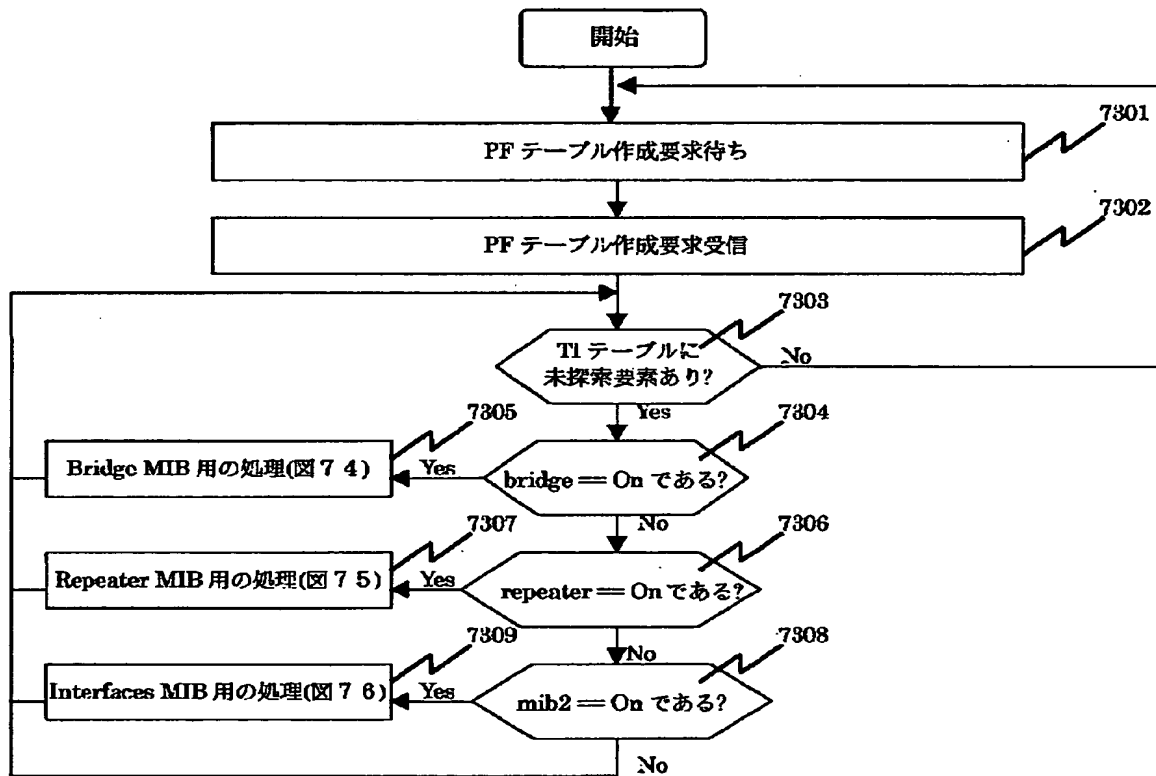 開始
7301
PF テーブル作成要求待ち
7302
PF テーブル作成要求受信
7303
T1 テーブルに
未探索要素あり?
No
Yes
7305
7304
Bridge MIB 用の処理(図７４)
Yes
bridge == On である?
No
7307
7306
Repeater MIB 用の処理(図７５)
Yes
repeater == On である?
No
7309
7308
Interfaces MIB 用の処理(図７６)
Yes
mib2 == On である?
No